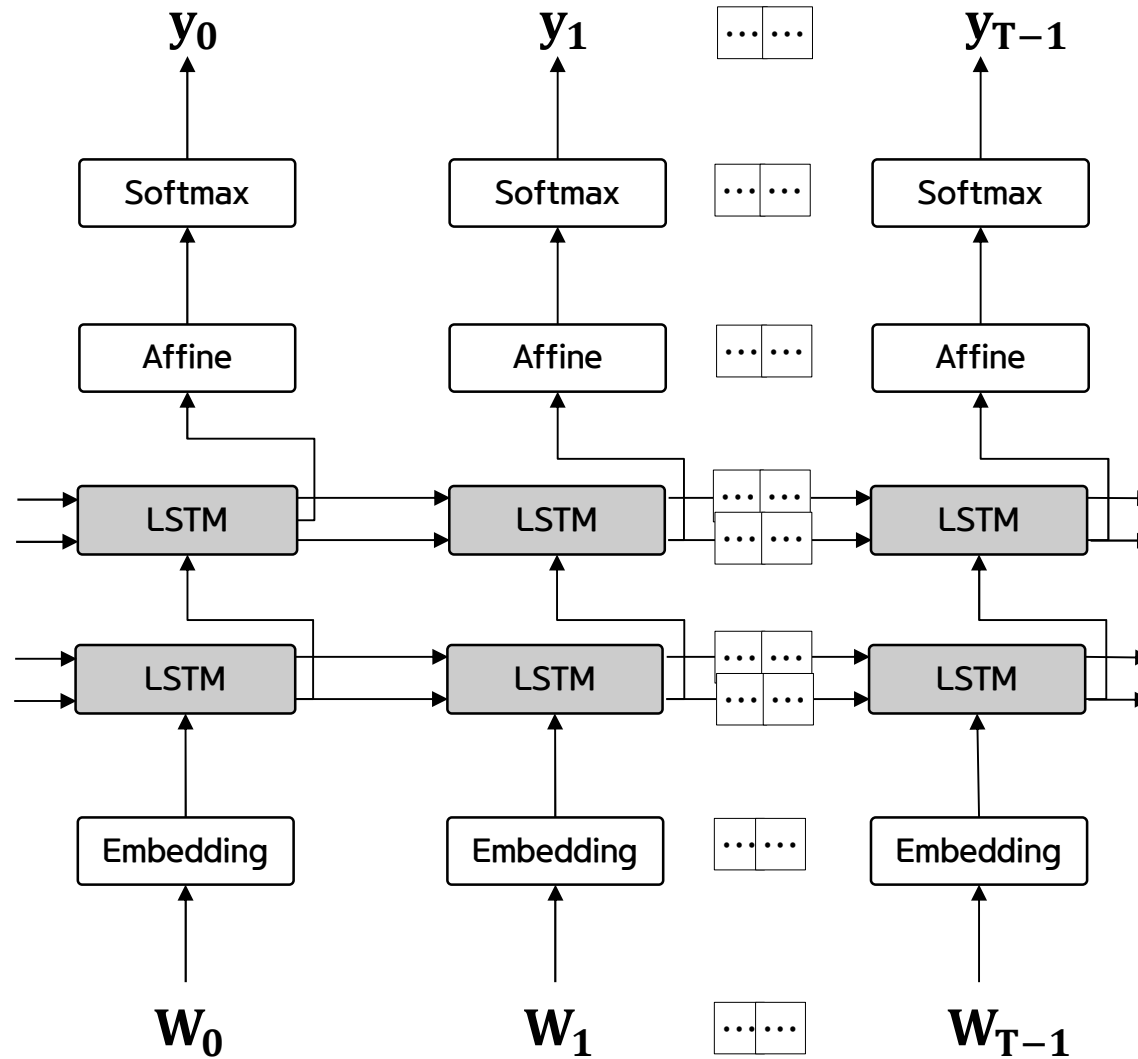 y0 y1 ⋯ ⋯ yT−1
Softmax Softmax ⋯ ⋯ Softmax
Affine Affine ⋯ ⋯ Affine
⋯ ⋯
LSTM LSTM LSTM
⋯ ⋯
⋯ ⋯
LSTM LSTM LSTM
⋯ ⋯
Embedding Embedding ⋯ ⋯ Embedding
W0 W1 ⋯ ⋯ WT−1